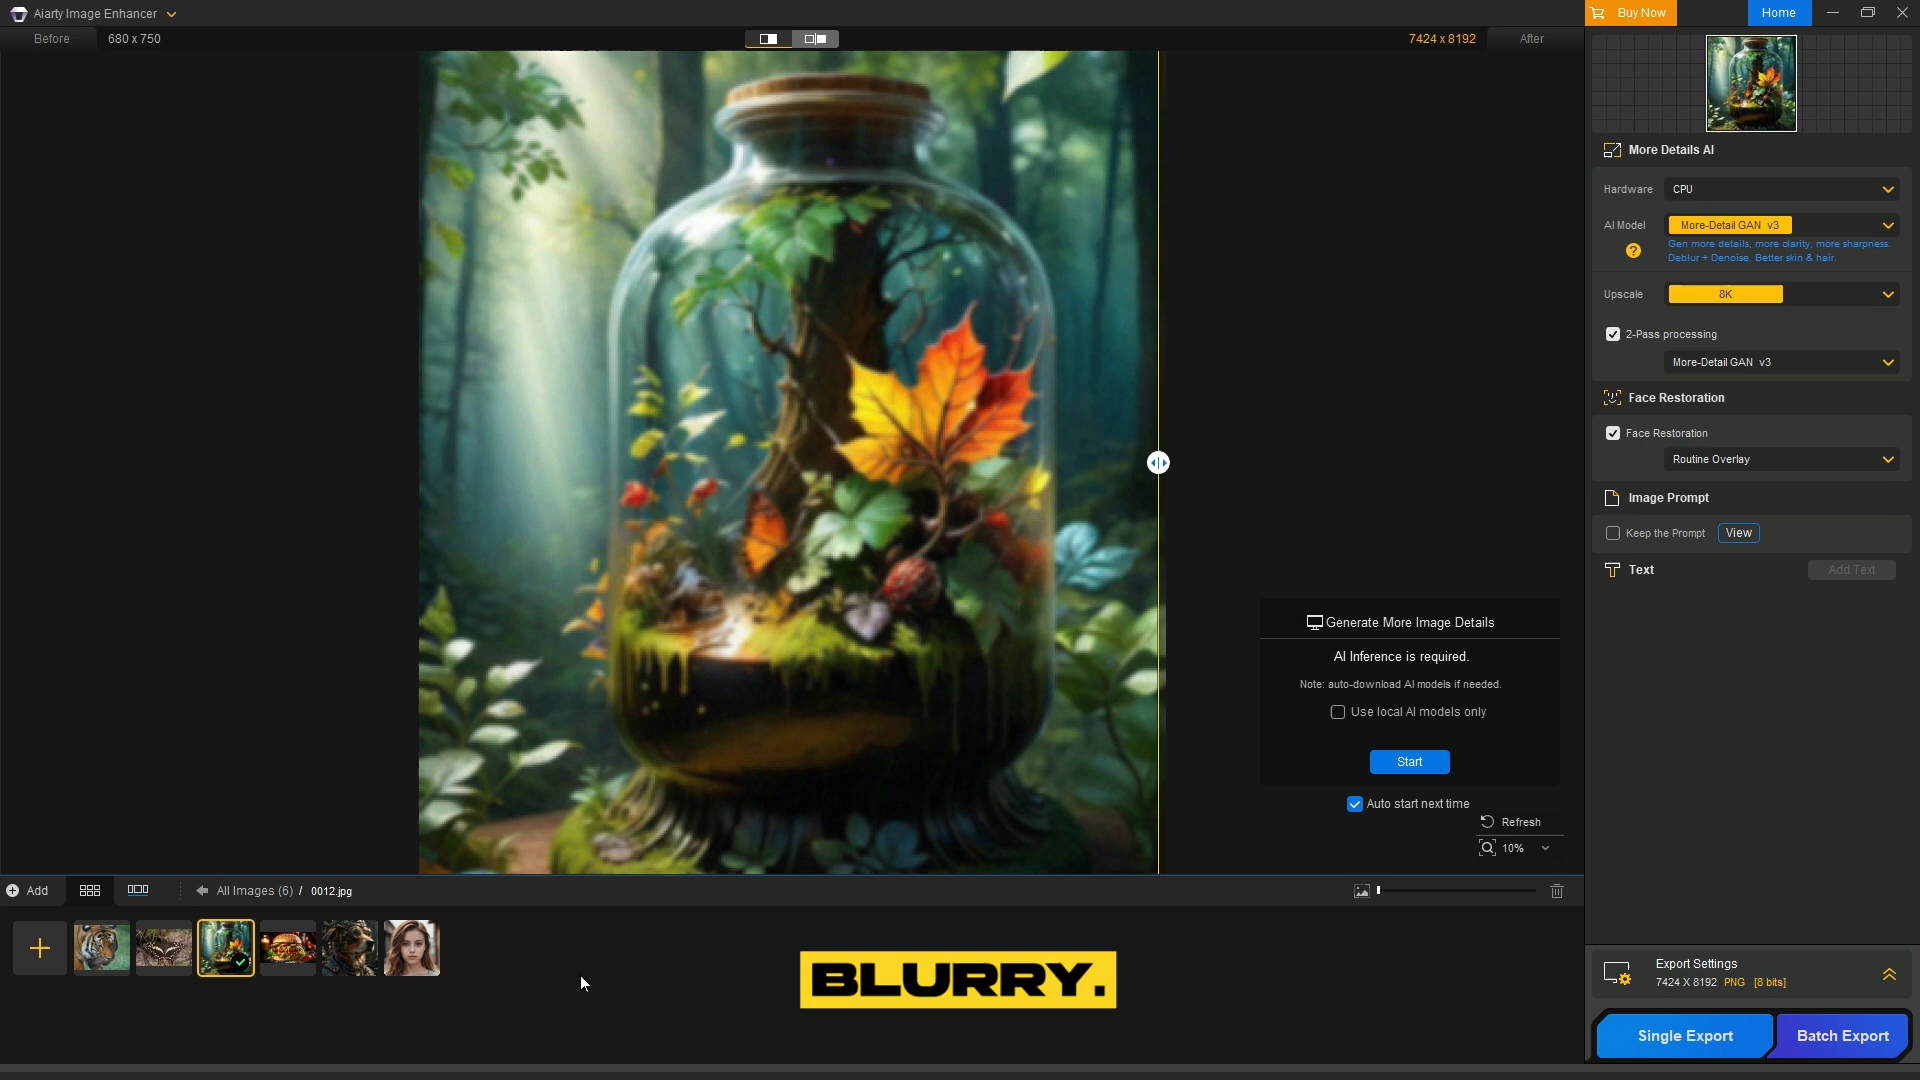 Aiarty Image Enhancer
Buy Now
Home
Before
680 x 750
7424 x 8192
After
More Details AI
Hardware
CPU
AI Model
More-Detail GAN v3
Gen more details, more clarity, more sharpness.
Deblur + Denoise. Better skin & hair.
?
Upscale
8K
2-Pass processing
More-Detail GAN v3
Face Restoration
Face Restoration
Routine Overlay
Image Prompt
Keep the Prompt
View
Text
Add Text
Generate More Image Details
AI Inference is required.
Note: auto-download AI models if needed.
Use local AI models only
Start
Auto start next time
Refresh
10%
Add
All Images (6) / 0012.jpg
BLURRY.
Export Settings
7424 X 8192 PNG [8 bits]
Single Export
Batch Export